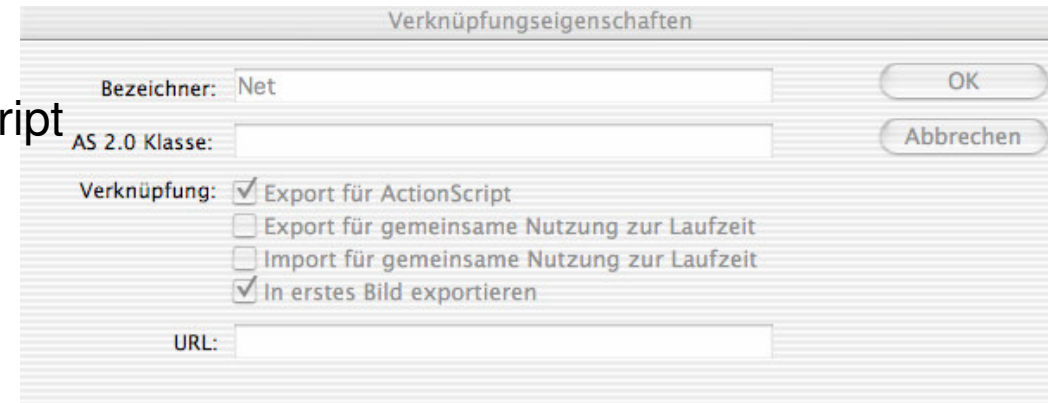 Verknüpfungseigenschaften
Bezeichner: Net OK
ript
AS 2.0 Klasse: Abbrechen
Verknüpfung: Export für ActionScript
Export für gemeinsame Nutzung zur Laufzeit
Import für gemeinsame Nutzung zur Laufzeit
In erstes Bild exportieren
URL: